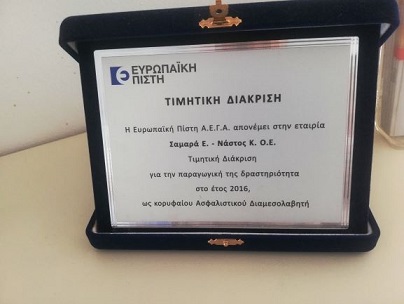 ΕΥΡΩΠΑΪΚΗ
ΠΙΣΤΗ
ΤΙΜΗΤΙΚΗ ΔΙΑΚΡΙΣΗ
Η Ευρωπαϊκή Πίστη Α.Ε.Γ.Α. απονέμει στην εταιρία
Σαμαρά Ε. - Νάστος Κ. Ο.Ε.
Τιμητική Διάκριση
για την παραγωγική της δραστηριότητα
στο έτος 2016,
ως κορυφαίου Ασφαλιστικού Διαμεσολαβητή